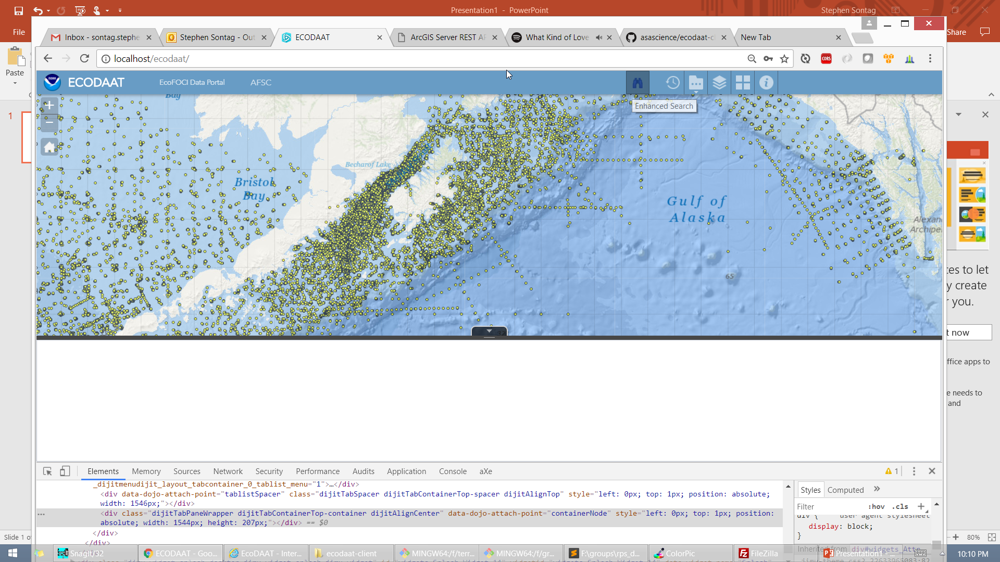 Presentation1 - PowerPoint
Stephen Sontag
File
Share
Inbox - sontag.stephe
Stephen Sontag - Out
ECODAAT
ArcGIS Server REST AP
What Kind of Love
asascience/ecodaat-cl
New Tab
localhost/ecodaat/
CORS
Paste
NOAA
ECODAAT
EcoFOCI Data Portal
AFSC
Enhanced Search
1
Bay
Becharof Lake
Bristol
Bay
Gulf of
Alaska
Alexan
Archipel
65
ces to let
y create
r you.
t now
ffice apps to
e needs to
and
Elements
Memory
Sources
Network
Security
Performance
Audits
Application
Console
aXe
1
_dijitmenudijit_layout_tabcontainer_0_tablist_menu="1">…</div>
<div data-dojo-attach-point="tablistSpacer" class="dijitTabSpacer dijitTabContainerTop-spacer dijitAlignTop" style="left: 0px; top: 1px; position: absolute;
width: 1546px;"></div>
<div class="dijitTabPaneWrapper dijitTabContainerTop-container dijitAlignCenter" data-dojo-attach-point="containerNode" style="left: 0px; top: 1px; position:
absolute; width: 1544px; height: 207px;"></div> == $0
</div>
</div>
Styles
Computed
Filter
:hov .cls
div {
user agent stylesheet
display: block;
}
Inherited from div#widgets_Atte
Slide 1 of
80%
Snagit/32
ECODAAT - Goo...
EcoDAAT - Inter...
ecodaat-client
MINGW64:/f/terr...
MINGW64:/f/gr...
F:\groups\rps_d...
ColorPic
FileZilla
Presentation1 - ...
10:10 PM